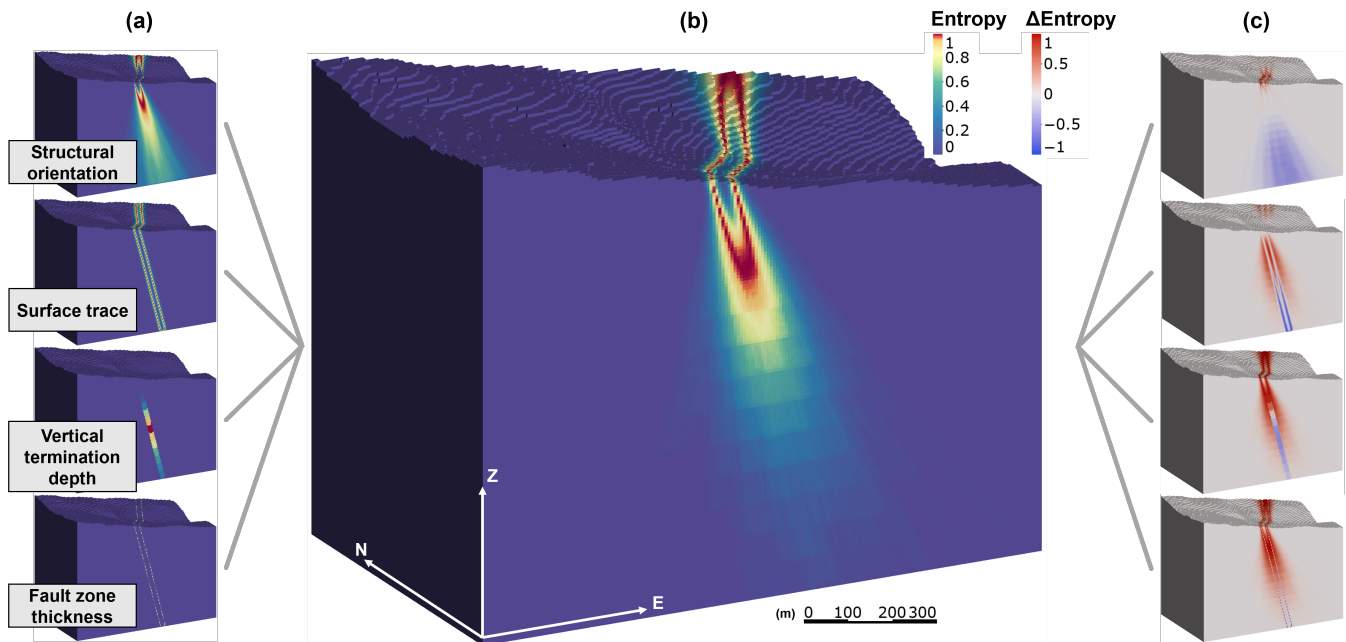 (a)
(b)
Entropy
ΔEntropy
(c)
1
0.8
0.6
0.4
0.2
0
1
0.5
0
−0.5
−1
Structural
orientation
Surface trace
Vertical
termination
depth
Fault zone
thickness
Z
N
E
(m) 0 100 200 300